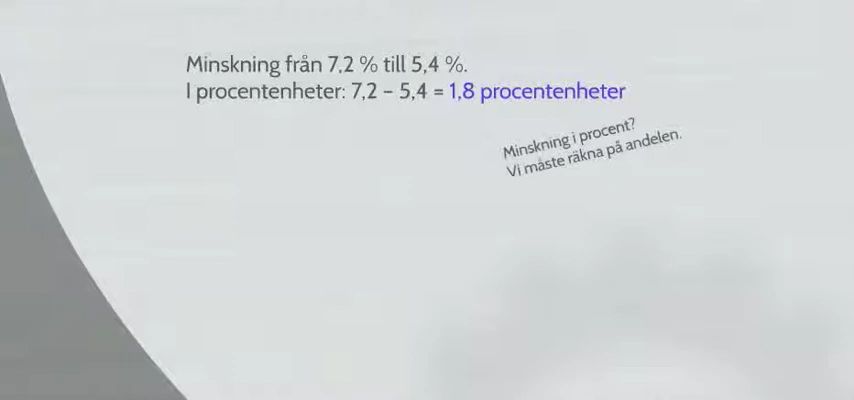 Minskning från 7,2 % till 5,4 %.
I procentenheter: 7,2 – 5,4 = 1,8 procentenheter
Minskning i procent?
Vi måste räkna på andelen.